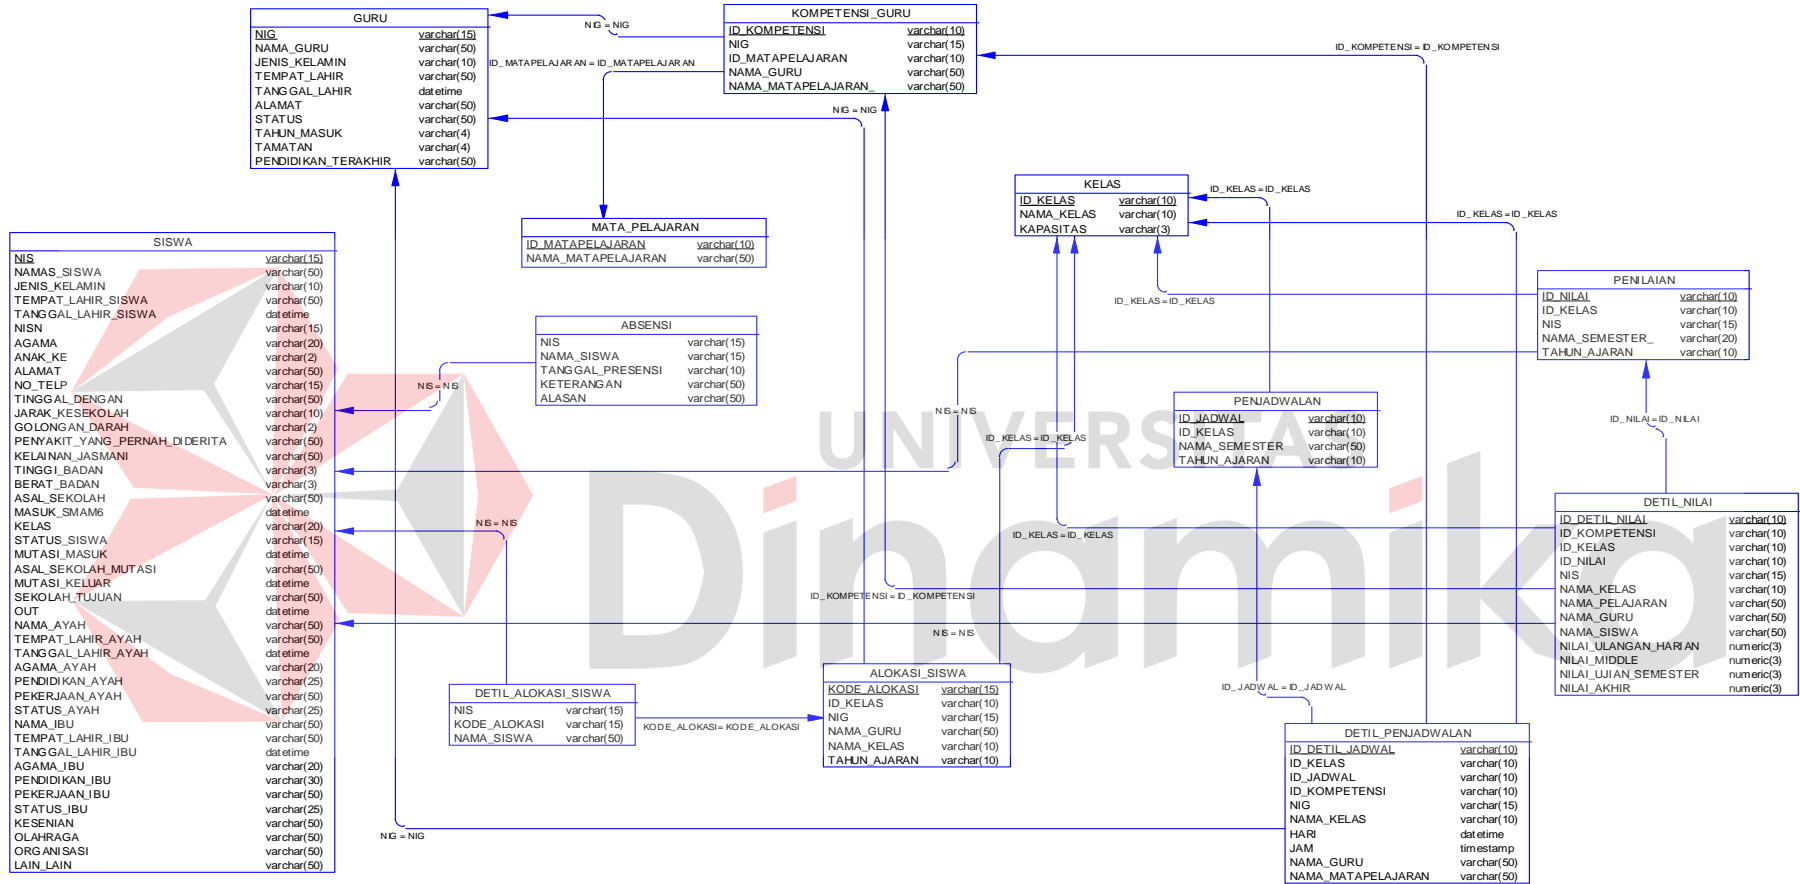 GURU
NIG varchar(15)
NAMA_GURU varchar(50)
JENIS_KELAMIN varchar(10)
TEMPAT_LAHIR varchar(50)
TANGGAL_LAHIR datetime
ALAMAT varchar(50)
STATUS varchar(50)
TAHUN_MASUK varchar(4)
TAMATAN varchar(4)
PENDIDIKAN_TERAKHIR varchar(50)
NIG = NIG
ID_MATAPELAJARAN = ID_MATAPELAJARAN
NIG = NIG
KOMPETENSI_GURU
ID_KOMPETENSI varchar(10)
NIG varchar(15)
ID_MATAPELAJARAN varchar(10)
NAMA_GURU varchar(50)
NAMA_MATAPELAJARAN_ varchar(50)
ID_KOMPETENSI = ID_KOMPETENSI
MATA_PELAJARAN
ID_MATAPELAJARAN varchar(10)
NAMA_MATAPELAJARAN varchar(50)
KELAS
ID_KELAS varchar(10)
NAMA_KELAS varchar(10)
KAPASITAS varchar(3)
ID_KELAS = ID_KELAS
ID_KELAS = ID_KELAS
ID_KELAS = ID_KELAS
SISWA
NIS varchar(15)
NAMAS_SISWA varchar(50)
JENIS_KELAMIN varchar(10)
TEMPAT_LAHIR_SISWA varchar(50)
TANGGAL_LAHIR_SISWA datetime
NISN varchar(15)
AGAMA varchar(20)
ANAK_KE varchar(2)
ALAMAT varchar(50)
NO_TELP varchar(15)
TINGGAL_DENGAN varchar(50)
JARAK_KESEKOLAH varchar(10)
GOLONGAN_DARAH varchar(2)
PENYAKIT_YANG_PERNAH_DIDERITA varchar(50)
KELAINAN_JASMANI varchar(50)
TINGGI_BADAN varchar(3)
BERAT_BADAN varchar(3)
ASAL_SEKOLAH varchar(50)
MASUK_SMAM6 datetime
KELAS varchar(20)
STATUS_SISWA varchar(15)
MUTASI_MASUK datetime
ASAL_SEKOLAH_MUTASI varchar(50)
MUTASI_KELUAR datetime
SEKOLAH_TUJUAN varchar(50)
OUT datetime
NAMA_AYAH varchar(50)
TEMPAT_LAHIR_AYAH varchar(50)
TANGGAL_LAHIR_AYAH datetime
AGAMA_AYAH varchar(20)
PENDIDIKAN_AYAH varchar(25)
PEKERJAAN_AYAH varchar(50)
STATUS_AYAH varchar(25)
NAMA_IBU varchar(50)
TEMPAT_LAHIR_IBU varchar(50)
TANGGAL_LAHIR_IBU datetime
AGAMA_IBU varchar(20)
PENDIDIKAN_IBU varchar(30)
PEKERJAAN_IBU varchar(50)
STATUS_IBU varchar(25)
KESENIAN varchar(50)
OLAHRAGA varchar(50)
ORGANISASI varchar(50)
LAIN_LAIN varchar(50)
ABSENSI
NIS varchar(15)
NAMA_SISWA varchar(15)
TANGGAL_PRESENSI varchar(10)
KETERANGAN varchar(50)
ALASAN varchar(50)
NIS = NIS
NIS = NIS
NIS = NIS
NIS = NIS
PENILAIAN
ID_NILAI varchar(10)
ID_KELAS varchar(10)
NIS varchar(15)
NAMA_SEMESTER_ varchar(20)
TAHUN_AJARAN varchar(10)
PENJADWALAN
ID_JADWAL varchar(10)
ID_KELAS varchar(10)
NAMA_SEMESTER varchar(50)
TAHUN_AJARAN varchar(10)
ID_NILAI = ID_NILAI
ID_KELAS = ID_KELAS
ID_KELAS = ID_KELAS
ID_KOMPETENSI = ID_KOMPETENSI
UNIVERSITAS
Dinamika
DETIL_NILAI
ID_DETIL_NILAI varchar(10)
ID_KOMPETENSI varchar(10)
ID_KELAS varchar(10)
ID_NILAI varchar(10)
NIS varchar(15)
NAMA_KELAS varchar(10)
NAMA_PELAJARAN varchar(50)
NAMA_GURU varchar(50)
NAMA_SISWA varchar(50)
NILAI_ULANGAN_HARIAN numeric(3)
NILAI_MIDDLE numeric(3)
NILAI_UJIAN_SEMESTER numeric(3)
NILAI_AKHIR numeric(3)
DETIL_ALOKASI_SISWA
NIS varchar(15)
KODE_ALOKASI varchar(15)
NAMA_SISWA varchar(50)
KODE_ALOKASI = KODE_ALOKASI
ALOKASI_SISWA
KODE_ALOKASI varchar(15)
ID_KELAS varchar(10)
NIG varchar(15)
NAMA_GURU varchar(50)
NAMA_KELAS varchar(10)
TAHUN_AJARAN varchar(10)
ID_JADWAL = ID_JADWAL
DETIL_PENJADWALAN
ID_DETIL_JADWAL varchar(10)
ID_KELAS varchar(10)
ID_JADWAL varchar(10)
ID_KOMPETENSI varchar(10)
NIG varchar(15)
NAMA_KELAS varchar(10)
HARI datetime
JAM timestamp
NAMA_GURU varchar(50)
NAMA_MATAPELAJARAN varchar(50)
NIG = NIG